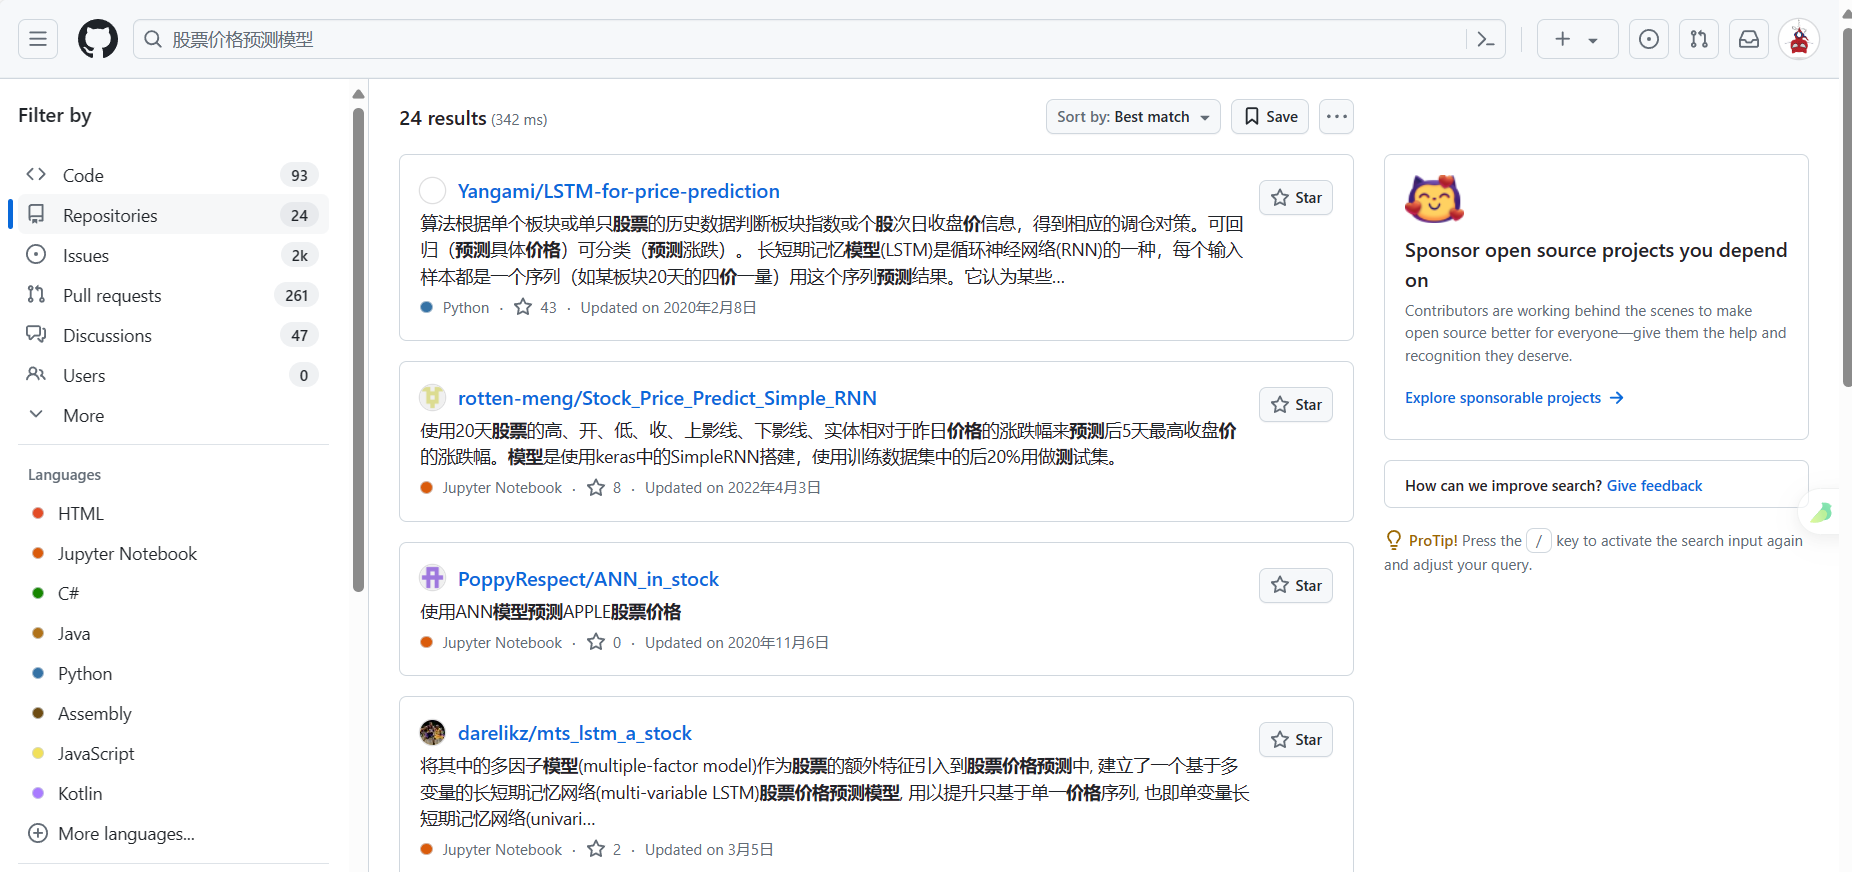 股票价格预测模型
Filter by
Code 93
Repositories 24
Issues 2k
Pull requests 261
Discussions 47
Users 0
More
Languages
HTML
Jupyter Notebook
C#
Java
Python
Assembly
JavaScript
Kotlin
More languages...
24 results (342 ms)
Sort by: Best match
Save
Yangami/LSTM-for-price-prediction
Star
算法根据单个板块或单只股票的历史数据判断板块指数或个股次日收盘价信息，得到相应的调仓对策。可回
归（预测具体价格）可分类（预测涨跌）。 长短期记忆模型(LSTM)是循环神经网络(RNN)的一种，每个输入
样本都是一个序列（如某板块20天的四价一量）用这个序列预测结果。它认为某些...
Python · 43 · Updated on 2020年2月8日
rotten-meng/Stock_Price_Predict_Simple_RNN
Star
使用20天股票的高、开、低、收、上影线、下影线、实体相对于昨日价格的涨跌幅来预测后5天最高收盘价
的涨跌幅。模型是使用keras中的SimpleRNN搭建，使用训练数据集中的后20%用做测试集。
Jupyter Notebook · 8 · Updated on 2022年4月3日
PoppyRespect/ANN_in_stock
Star
使用ANN模型预测APPLE股票价格
Jupyter Notebook · 0 · Updated on 2020年11月6日
darelikz/mts_lstm_a_stock
Star
将其中的多因子模型(multiple-factor model)作为股票的额外特征引入到股票价格预测中, 建立了一个基于多
变量的长短期记忆网络(multi-variable LSTM)股票价格预测模型, 用以提升只基于单一价格序列, 也即单变量长
短期记忆网络(univari...
Jupyter Notebook · 2 · Updated on 3月5日
Sponsor open source projects you depend
on
Contributors are working behind the scenes to make
open source better for everyone—give them the help and
recognition they deserve.
Explore sponsorable projects →
How can we improve search? Give feedback
ProTip! Press the / key to activate the search input again
and adjust your query.